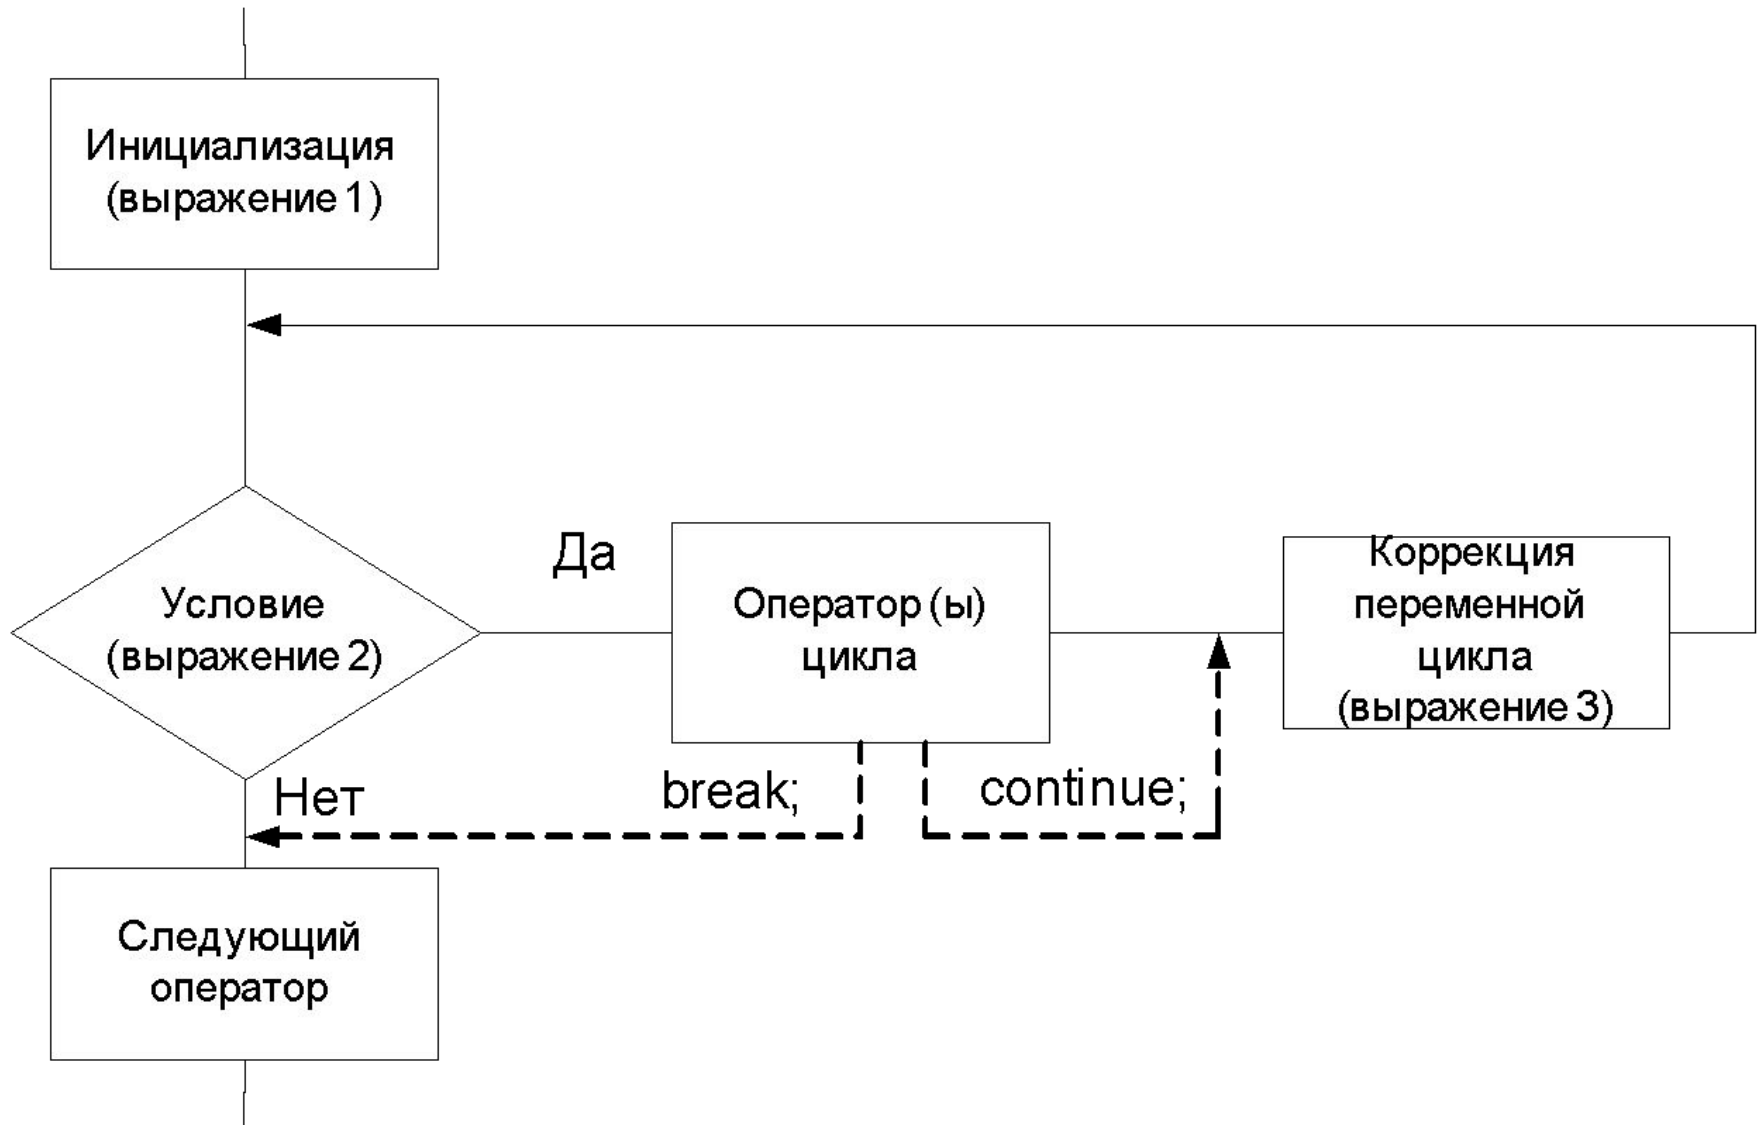 Инициализация
(выражение 1)
Да
Условие
(выражение 2)
Оператор (ы)
цикла
Коррекция
переменной
цикла
(выражение 3)
Нет
break;
continue;
Следующий
оператор